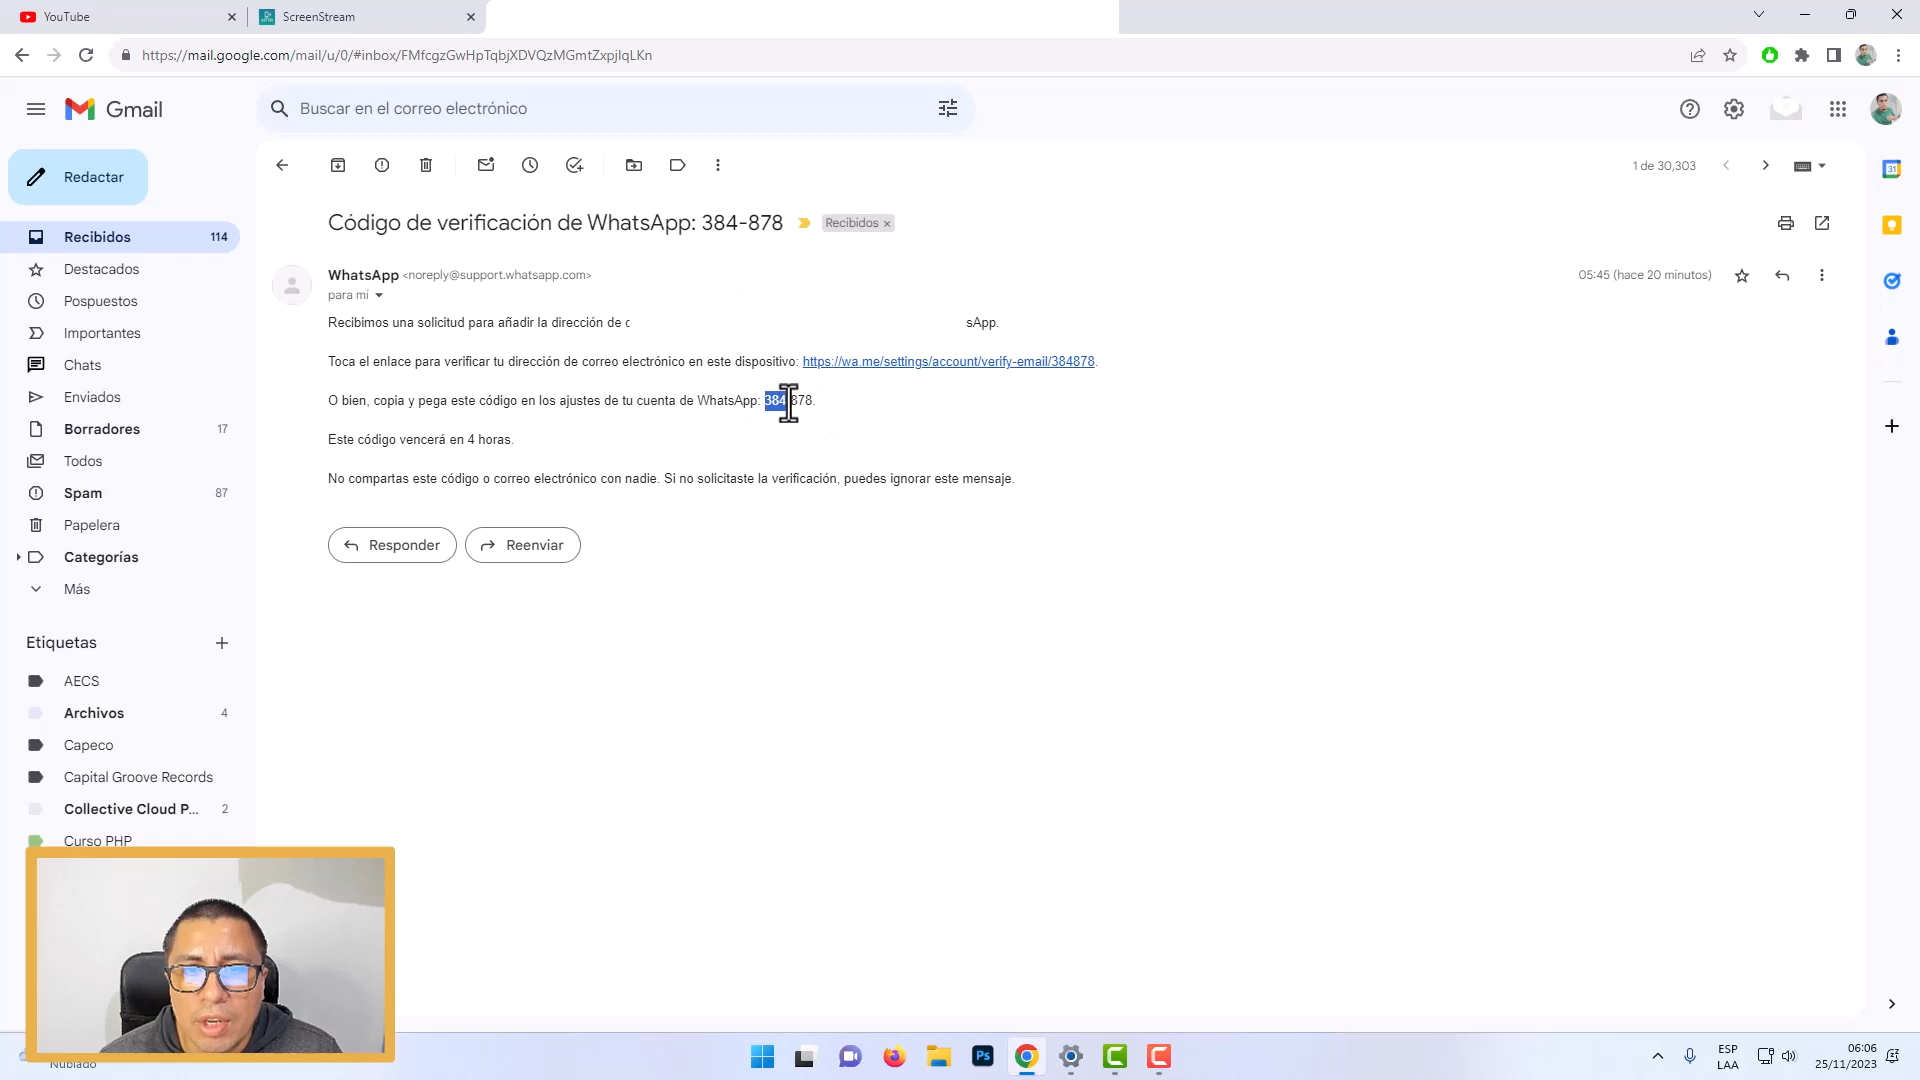 YouTube
ScreenStream
https://mail.google.com/mail/u/0/#inbox/FMfcgzGwHpTqbjXDVQzMGmtZxpjlqLKn
Gmail
Buscar en el correo electrónico
Redactar
1 de 30,303
Recibidos 114
Destacados
Pospuestos
Importantes
Chats
Enviados
Borradores 17
Todos
Spam 87
Papelera
Categorías
Más
Etiquetas
AECS
Archivos 4
Capeco
Capital Groove Records
Collective Cloud P... 2
Curso PHP
Código de verificación de WhatsApp: 384-878 Recibidos
WhatsApp <noreply@support.whatsapp.com>
05:45 (hace 20 minutos)
para mí
Recibimos una solicitud para añadir la dirección de c sApp.
Toca el enlace para verificar tu dirección de correo electrónico en este dispositivo: https://wa.me/settings/account/verify-email/384878.
O bien, copia y pega este código en los ajustes de tu cuenta de WhatsApp: 384-878.
Este código vencerá en 4 horas.
No compartas este código o correo electrónico con nadie. Si no solicitaste la verificación, puedes ignorar este mensaje.
Responder
Reenviar
31
Nublado
Ps
ESP
LAA
06:06
25/11/2023